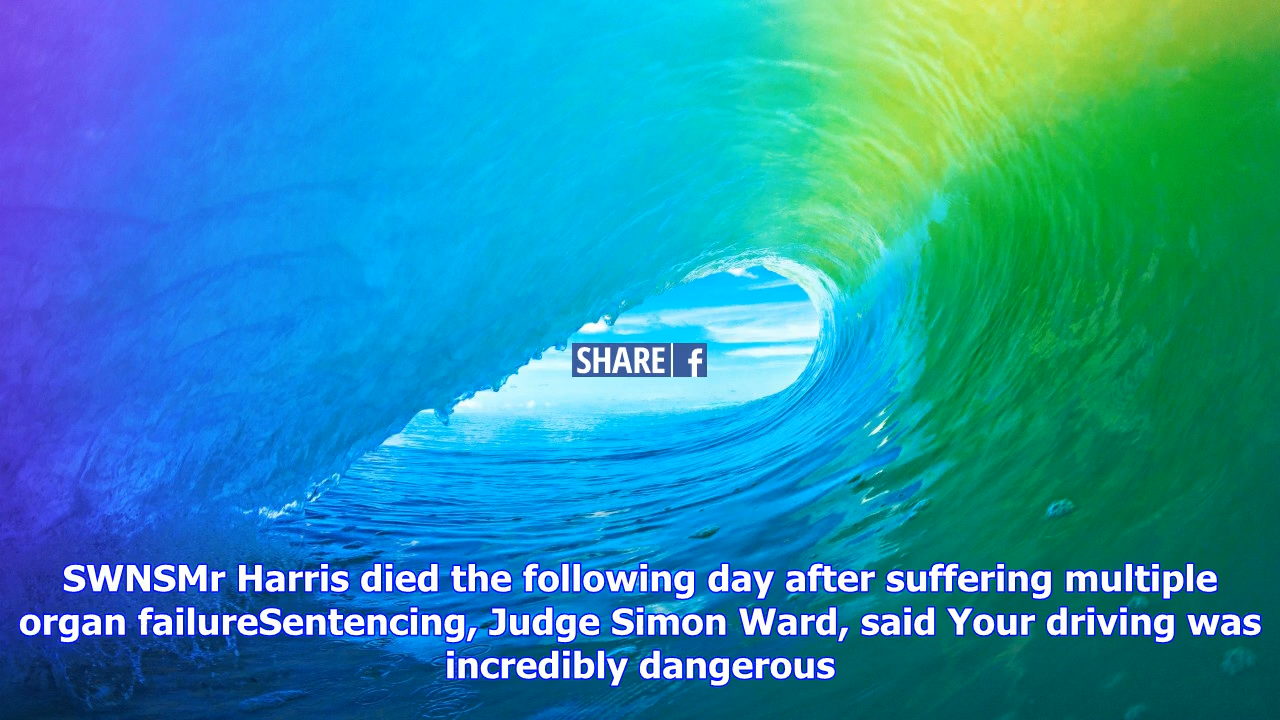 SHARE f
SWNSMr Harris died the following day after suffering multiple
organ failureSentencing, Judge Simon Ward, said Your driving was
incredibly dangerous